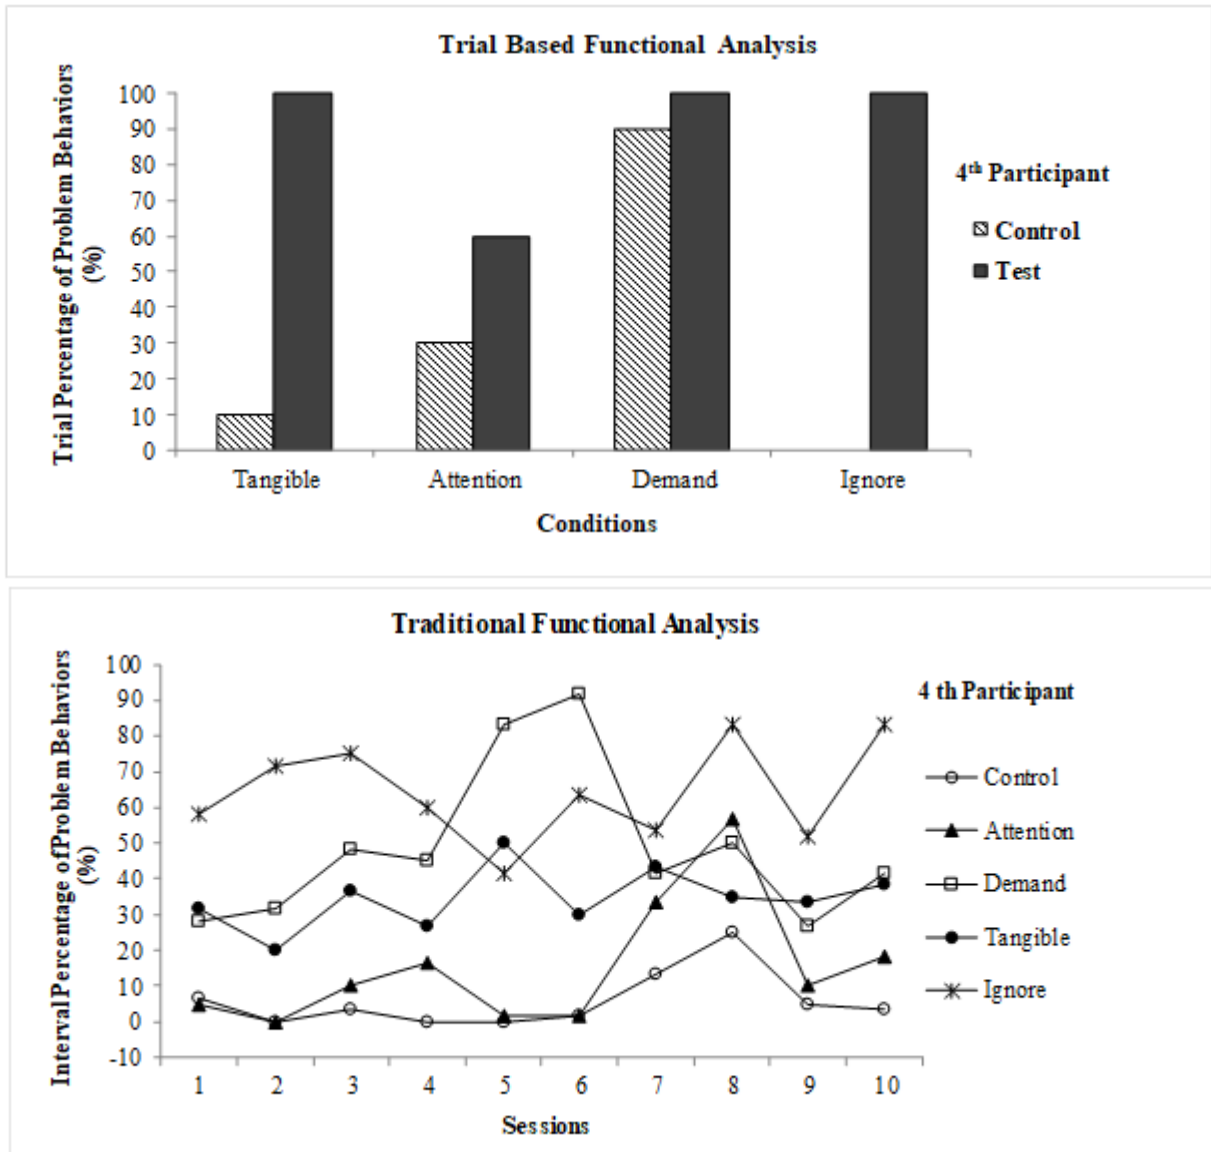 Trial Based Functional Analysis
Trial Percentage of Problem Behaviors
(%)
100
90
80
70
60
50
40
30
20
10
0
Tangible Attention Demand Ignore
Conditions
4th Participant
Control
Test
Traditional Functional Analysis
Interval Percentage of Problem Behaviors
(%)
100
90
80
70
60
50
40
30
20
10
0
-10
1 2 3 4 5 6 7 8 9 10
Sessions
4 th Participant
Control
Attention
Demand
Tangible
Ignore